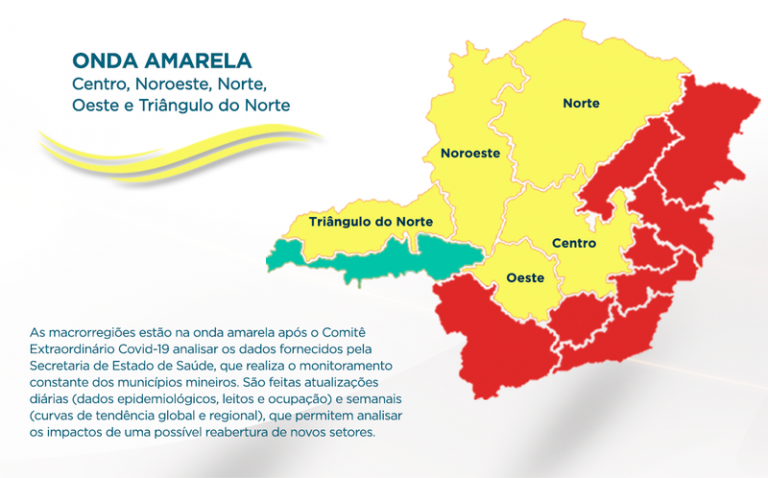 ONDA AMARELA
Centro, Noroeste, Norte,
Oeste e Triângulo do Norte
Norte
Noroeste
Triângulo do Norte
Centro
Oeste
As macrorregiões estão na onda amarela após o Comitê
Extraordinário Covid-19 analisar os dados fornecidos pela
Secretaria de Estado de Saúde, que realiza o monitoramento
constante dos municípios mineiros. São feitas atualizações
diárias (dados epidemiológicos, leitos e ocupação) e semanais
(curvas de tendência global e regional), que permitem analisar
os impactos de uma possível reabertura de novos setores.